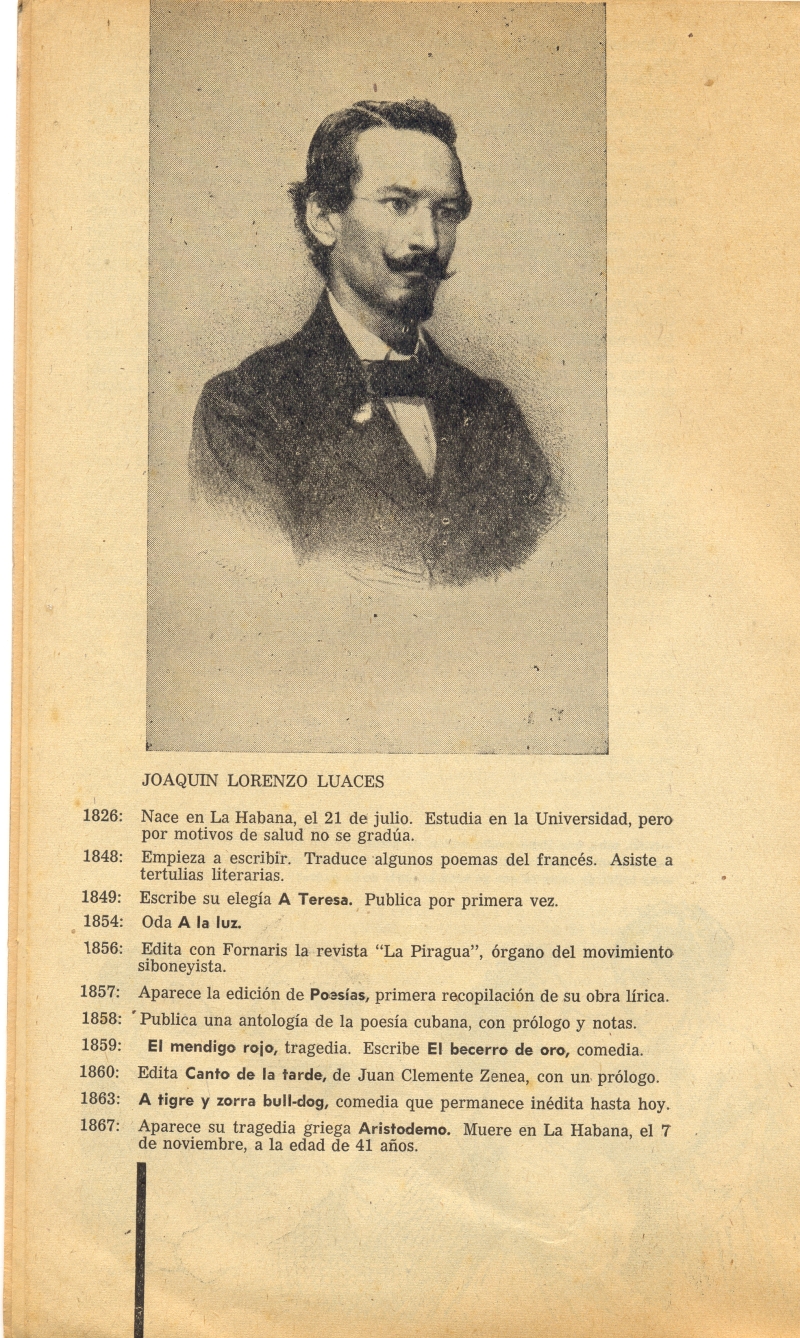 JOAQUIN LORENZO LUACES
1826: Nace en La Habana, el 21 de julio. Estudia en la Universidad, pero
por motivos de salud no se gradúa.
1848: Empieza a escribir. Traduce algunos poemas del francés. Asiste a
tertulias literarias.
1849: Escribe su elegía A Teresa. Publica por primera vez.
1854: Oda A la luz.
1856: Edita con Fornaris la revista “La Piragua”, órgano del movimiento
siboneyista.
1857: Aparece la edición de Poesías, primera recopilación de su obra lírica.
1858: Publica una antología de la poesía cubana, con prólogo y notas.
1859: El mendigo rojo, tragedia. Escribe El becerro de oro, comedia.
1860: Edita Canto de la tarde, de Juan Clemente Zenea, con un prólogo.
1863: A tigre y zorra bull-dog, comedia que permanece inédita hasta hoy.
1867: Aparece su tragedia griega Aristodemo. Muere en La Habana, el 7
de noviembre, a la edad de 41 años.